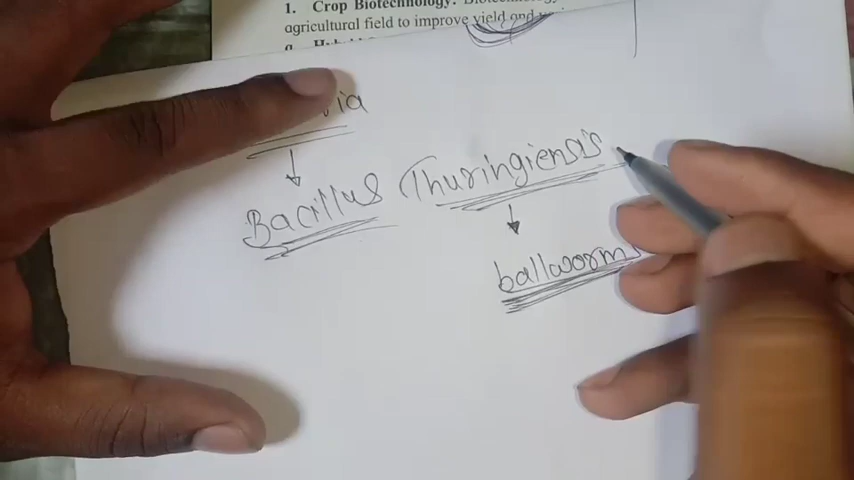 1. Crop Biotechnology:
agricultural field to improve yield and
a.
Bacillus Thuringiensis
ballworm